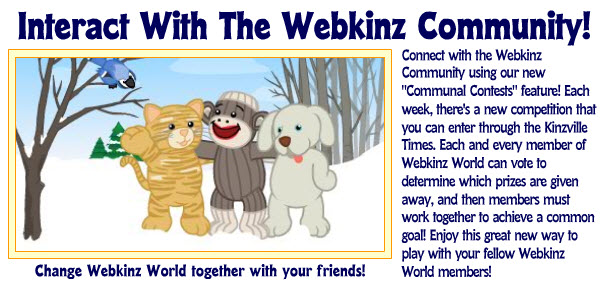 Interact With The Webkinz Community!
Connect with the Webkinz
Community using our new
"Communal Contests" feature! Each
week, there's a new competition that
you can enter through the Kinzville
Times. Each and every member of
Webkinz World can vote to
determine which prizes are given
away, and then members must
work together to achieve a common
goal! Enjoy this great new way to
play with your fellow Webkinz
World members!
Change Webkinz World together with your friends!